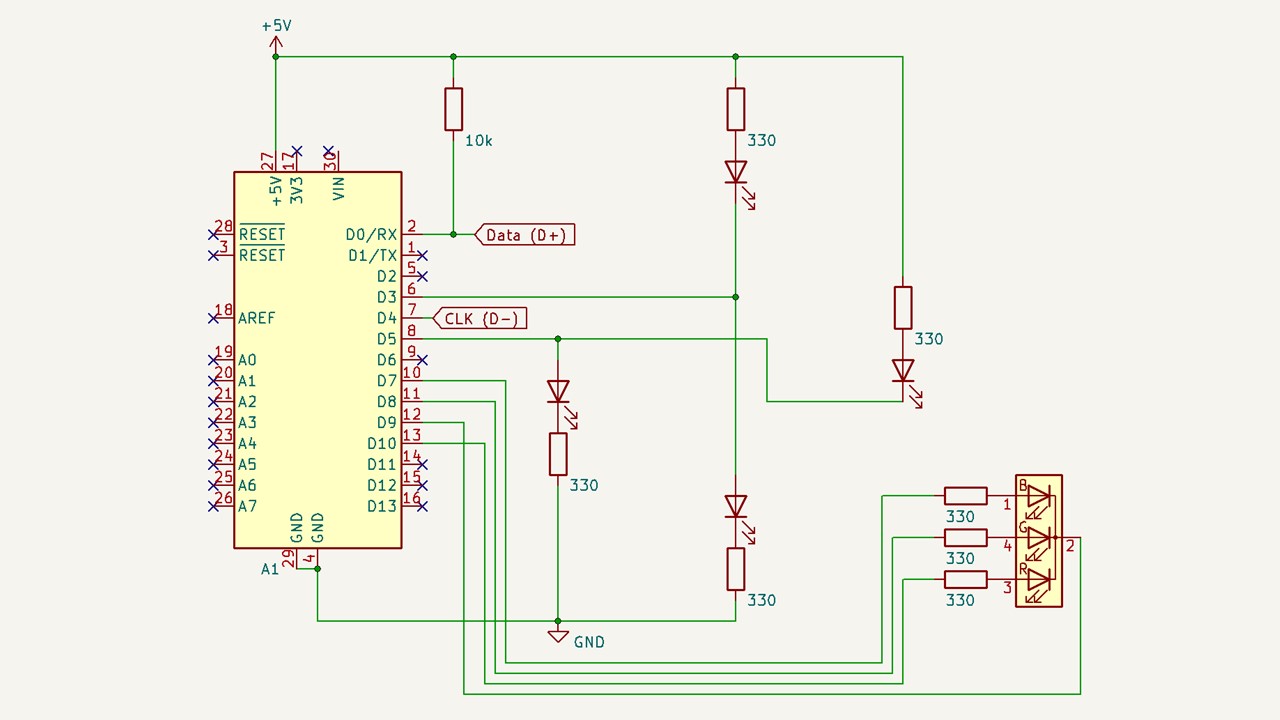 +5V
10k
330
27
17
30
+5V
3V3
VIN
28
RESET
D0/RX
2
Data (D+)
3
RESET
D1/TX
1
D2
5
D3
6
18
AREF
D4
7
CLK (D-)
D5
8
330
19
A0
D6
9
20
A1
D7
10
21
A2
D8
11
22
A3
D9
12
23
A4
D10
13
24
A5
D11
14
25
A6
D12
15
330
26
A7
D13
16
B
1
330
G
4
2
330
R
3
330
GND
GND
29
4
A1
330
GND